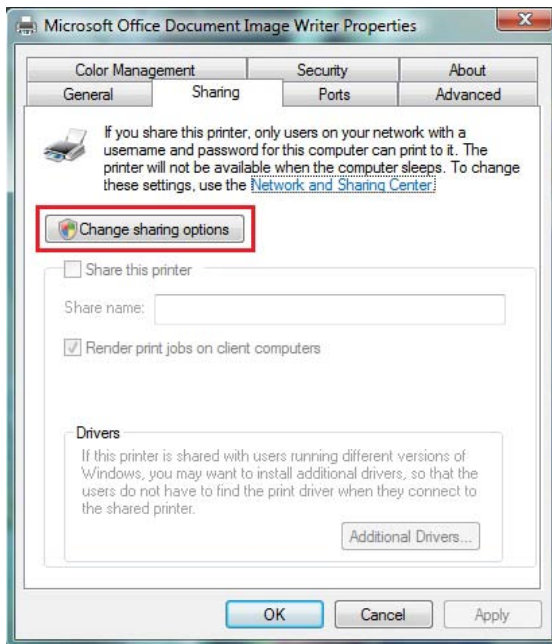 Microsoft Office Document Image Writer Properties
Color Management Security About
General Sharing Ports Advanced
If you share this printer, only users on your network with a
username and password for this computer can print to it. The
printer will not be available when the computer sleeps. To change
these settings, use the Network and Sharing Center.
Change sharing options
Share this printer
Share name:
Render print jobs on client computers
Drivers
If this printer is shared with users running different versions of
Windows, you may want to install additional drivers, so that the
users do not have to find the print driver when they connect to
the shared printer.
Additional Drivers...
OK Cancel Apply